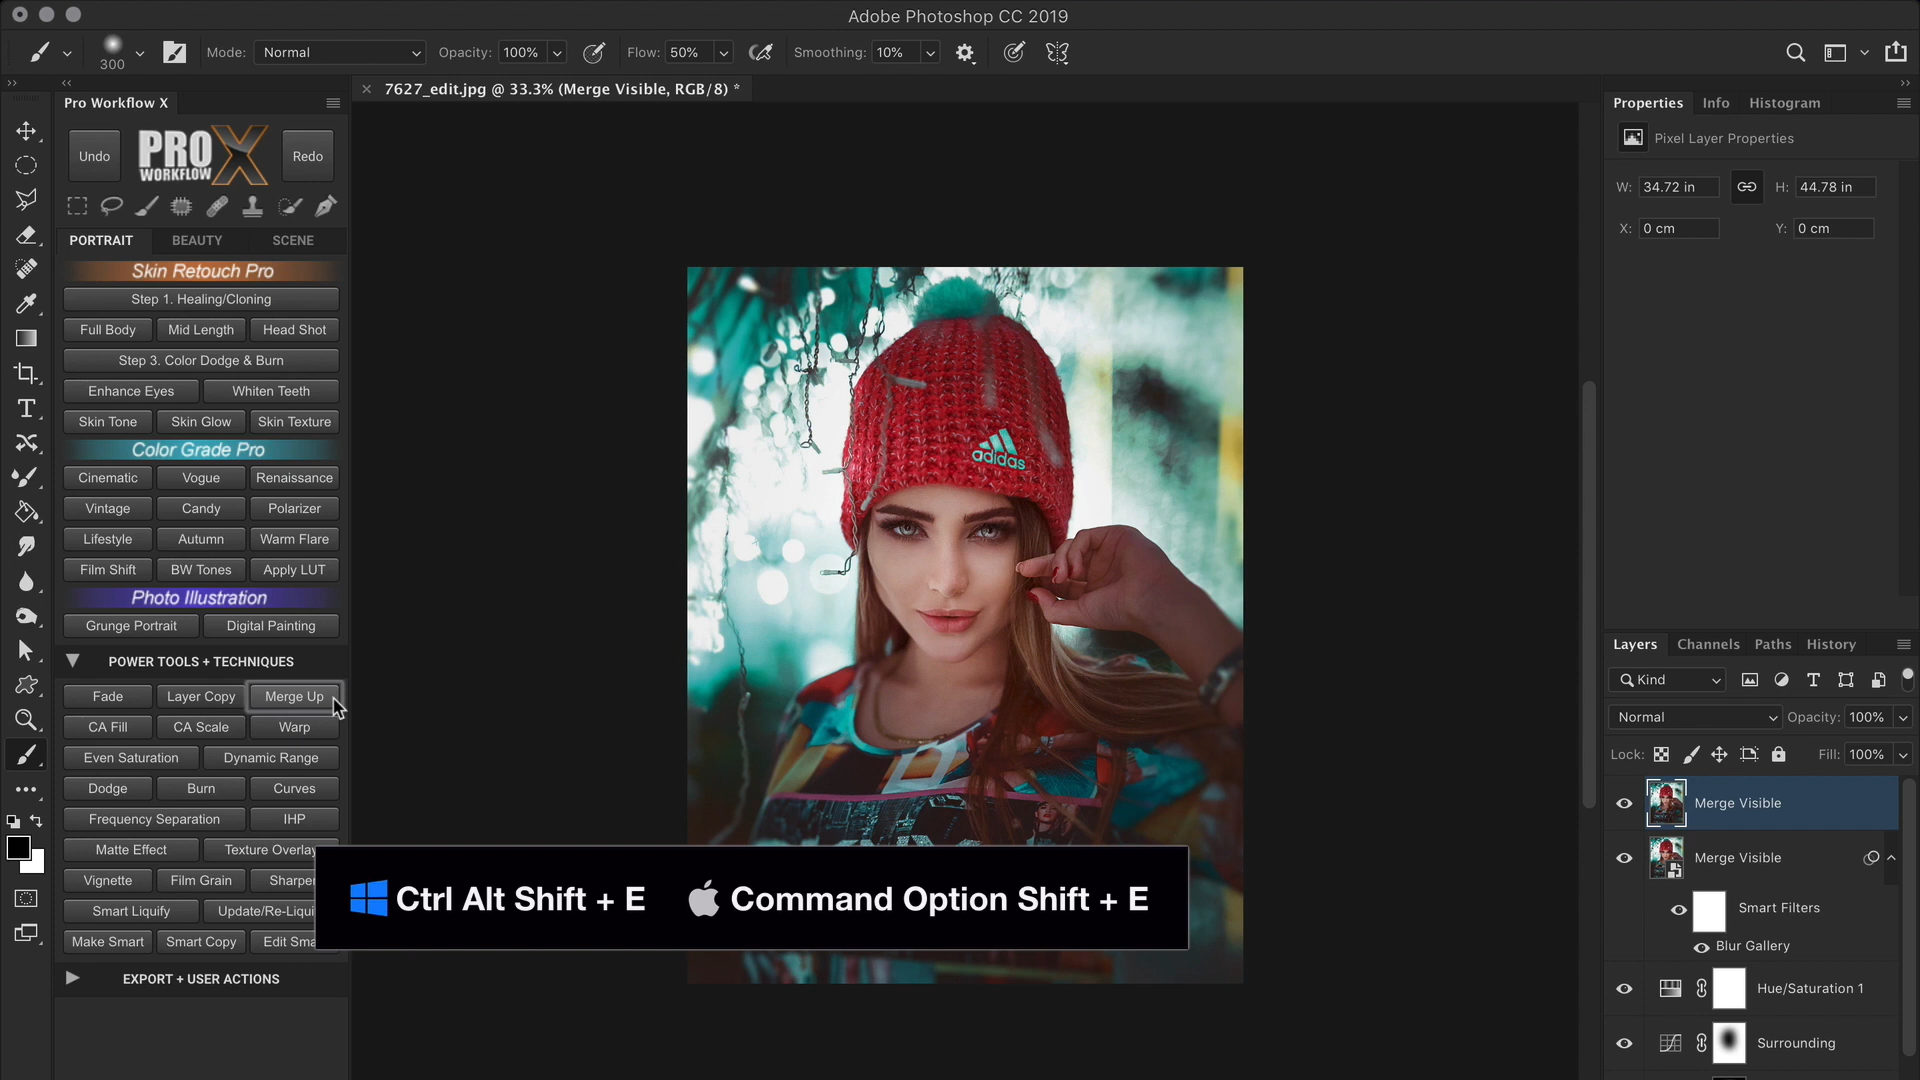 Adobe Photoshop CC 2019
300
Mode: Normal
Opacity: 100%
Flow: 50%
Smoothing: 10%
Pro Workflow X
7627_edit.jpg @ 33.3% (Merge Visible, RGB/8) *
Undo
PRO X
WORKFLOW
Redo
PORTRAIT BEAUTY SCENE
Skin Retouch Pro
Step 1. Healing/Cloning
Full Body Mid Length Head Shot
Step 3. Color Dodge & Burn
Enhance Eyes Whiten Teeth
Skin Tone Skin Glow Skin Texture
Color Grade Pro
Cinematic Vogue Renaissance
Vintage Candy Polarizer
Lifestyle Autumn Warm Flare
Film Shift BW Tones Apply LUT
Photo Illustration
Grunge Portrait Digital Painting
POWER TOOLS + TECHNIQUES
Fade Layer Copy Merge Up
CA Fill CA Scale Warp
Even Saturation Dynamic Range
Dodge Burn Curves
Frequency Separation IHP
Matte Effect Texture Overlay
Vignette Film Grain Sharpen
Smart Liquify Update/Re-Liqui
Make Smart Smart Copy Edit Sma
EXPORT + USER ACTIONS
adidas
Ctrl Alt Shift + E Command Option Shift + E
Properties Info Histogram
Pixel Layer Properties
W: 34.72 in H: 44.78 in
X: 0 cm Y: 0 cm
Layers Channels Paths History
Kind
Normal Opacity: 100%
Lock: Fill: 100%
Merge Visible
Merge Visible
Smart Filters
Blur Gallery
Hue/Saturation 1
Surrounding